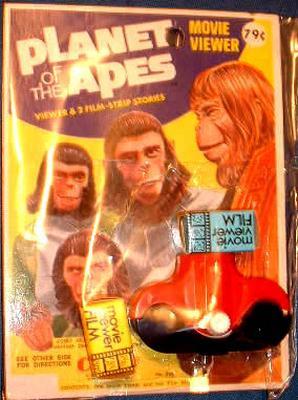 PLANET
OF THE APES
MOVIE
VIEWER
79¢
VIEWER & 2 FILM-STRIP STORIES
movie
viewer
FILM
movie
viewer
FILM
SEE OTHER SIDE
FOR DIRECTIONS
CONTENTS: